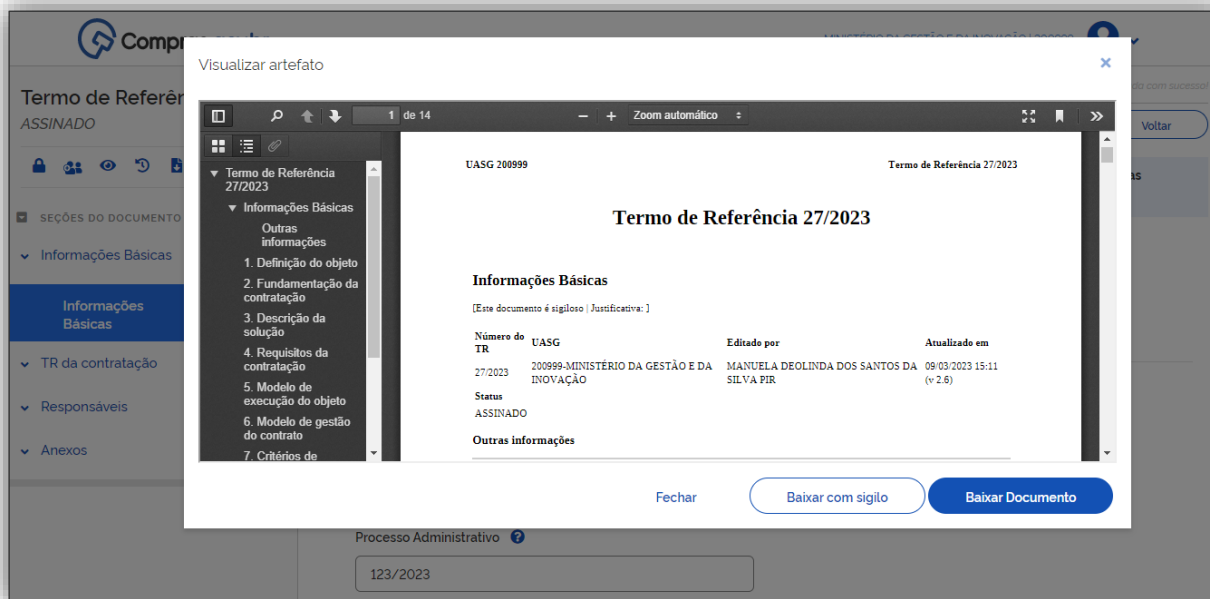 Visualizar artefato
Termo de Referên
ASSINADO
Voltar
SEÇÕES DO DOCUMENTO
Informações Básicas
Informações
Básicas
TR da contratação
Responsáveis
Anexos
1 de 14
Zoom automático
Termo de Referência
27/2023
Informações Básicas
Outras
informações
1. Definição do objeto
2. Fundamentação da
contratação
3. Descrição da
solução
4. Requisitos da
contratação
5. Modelo de
execução do objeto
6. Modelo de gestão
do contrato
7. Critérios de
UASG 200999 Termo de Referência 27/2023
Termo de Referência 27/2023
Informações Básicas
[Este documento é sigiloso | Justificativa: ]
Número do
TR
UASG
Editado por
Atualizado em
27/2023
200999-MINISTÉRIO DA GESTÃO E DA
INOVAÇÃO
MANUELA DEOLINDA DOS SANTOS DA
SILVA PIR
09/03/2023 15:11
(v 2.6)
Status
ASSINADO
Outras informações
Fechar
Baixar com sigilo
Baixar Documento
Processo Administrativo
123/2023